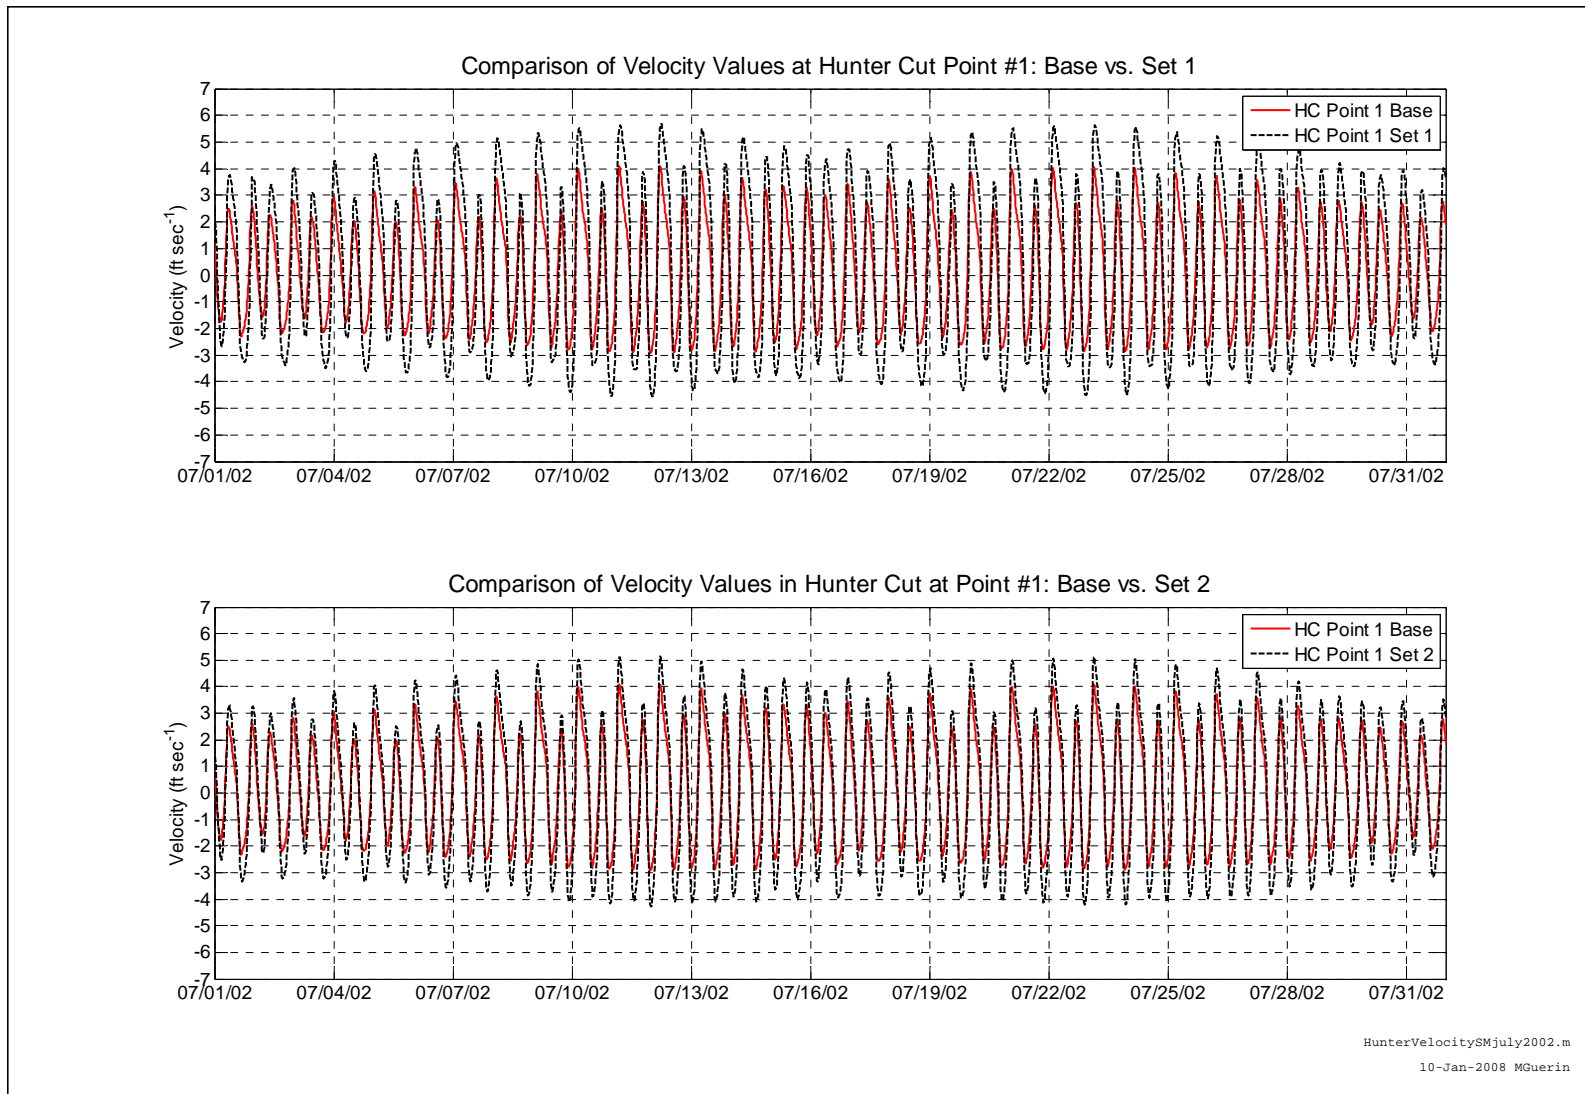 Comparison of Velocity Values at Hunter Cut Point #1: Base vs. Set 1
7
6
5
4
3
2
1
0
-1
-2
-3
-4
-5
-6
-7
Velocity (ft sec-1)
HC Point 1 Base
HC Point 1 Set 1
07/01/02 07/04/02 07/07/02 07/10/02 07/13/02 07/16/02 07/19/02 07/22/02 07/25/02 07/28/02 07/31/02
Comparison of Velocity Values in Hunter Cut at Point #1: Base vs. Set 2
7
6
5
4
3
2
1
0
-1
-2
-3
-4
-5
-6
-7
Velocity (ft sec-1)
HC Point 1 Base
HC Point 1 Set 2
07/01/02 07/04/02 07/07/02 07/10/02 07/13/02 07/16/02 07/19/02 07/22/02 07/25/02 07/28/02 07/31/02
HunterVelocitySMjuly2002.m
10-Jan-2008 MGuerin